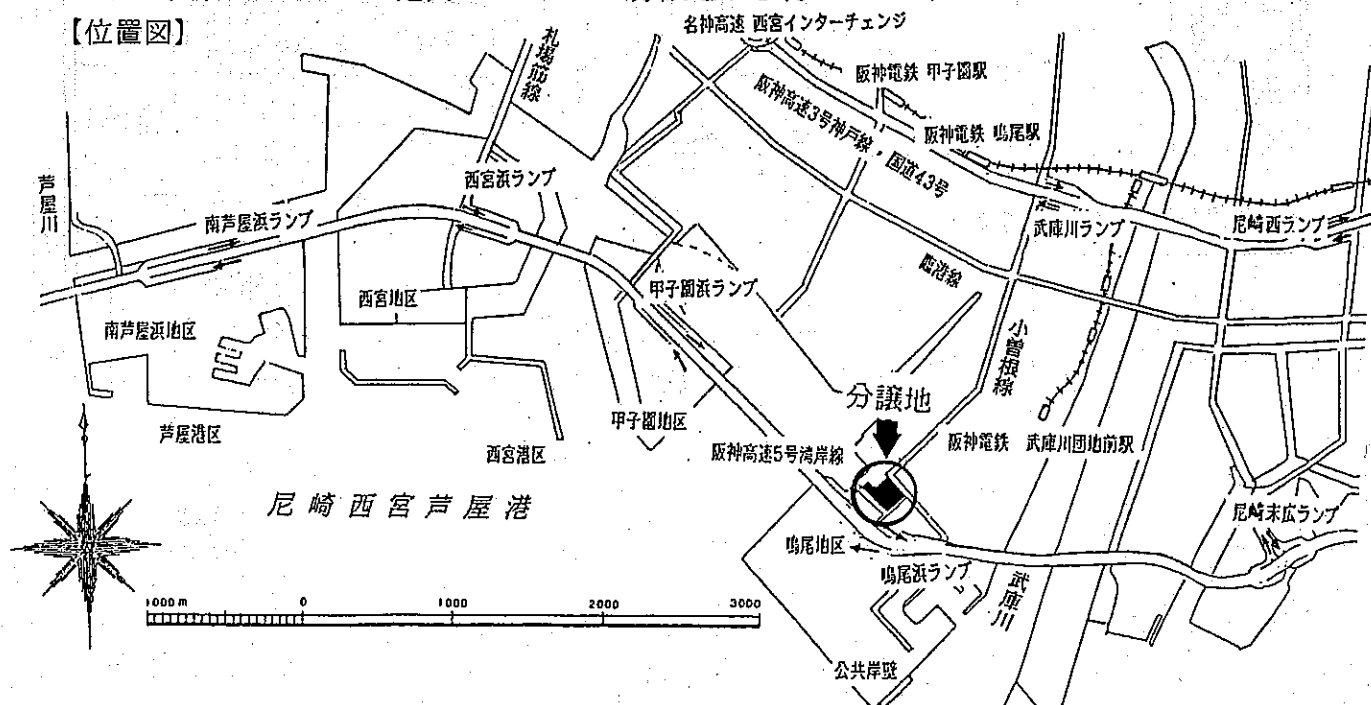 【位置図】
名神高速 西宮インターチェンジ
札場筋線
阪神電鉄 甲子園駅
阪神高速3号神戸線，国道43号
阪神電鉄 鳴尾駅
芦屋川
西宮浜ランプ
南芦屋浜ランプ
武庫川ランプ
尼崎西ランプ
臨港線
甲子園浜ランプ
西宮地区
南芦屋浜地区
小曽根線
分譲地
芦屋港区
甲子園地区
西宮港区
阪神高速5号湾岸線
阪神電鉄 武庫川団地前駅
尼崎西宮芦屋港
尼崎末広ランプ
鳴尾地区
鳴尾浜ランプ
武庫川
1000m 0 1000 2000 3000
公共岸壁